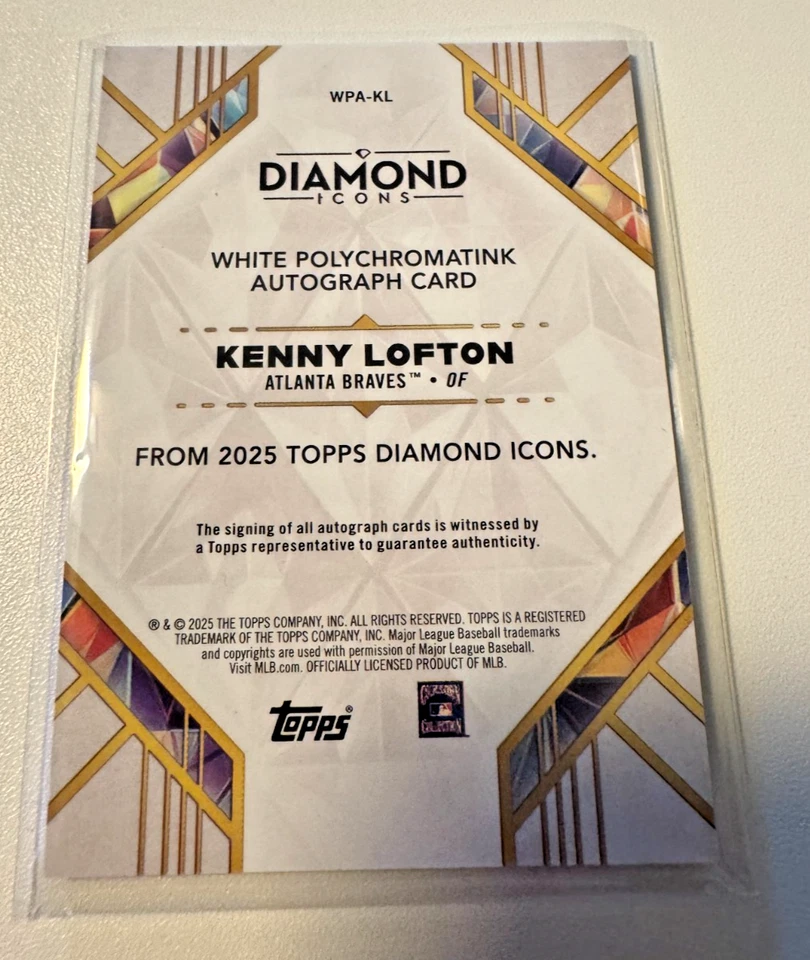 WPA-KL
DIAMOND
ICONS
WHITE POLYCHROMATINK
AUTOGRAPH CARD
KENNY LOFTON
ATLANTA BRAVES™ • OF
FROM 2025 TOPPS DIAMOND ICONS.
The signing of all autograph cards is witnessed by
a Topps representative to guarantee authenticity.
® & © 2025 THE TOPPS COMPANY, INC. ALL RIGHTS RESERVED. TOPPS IS A REGISTERED
TRADEMARK OF THE TOPPS COMPANY, INC. Major League Baseball trademarks
and copyrights are used with permission of Major League Baseball.
Visit MLB.com. OFFICIALLY LICENSED PRODUCT OF MLB.
topps®
COOPERSTOWN
COLLECTION